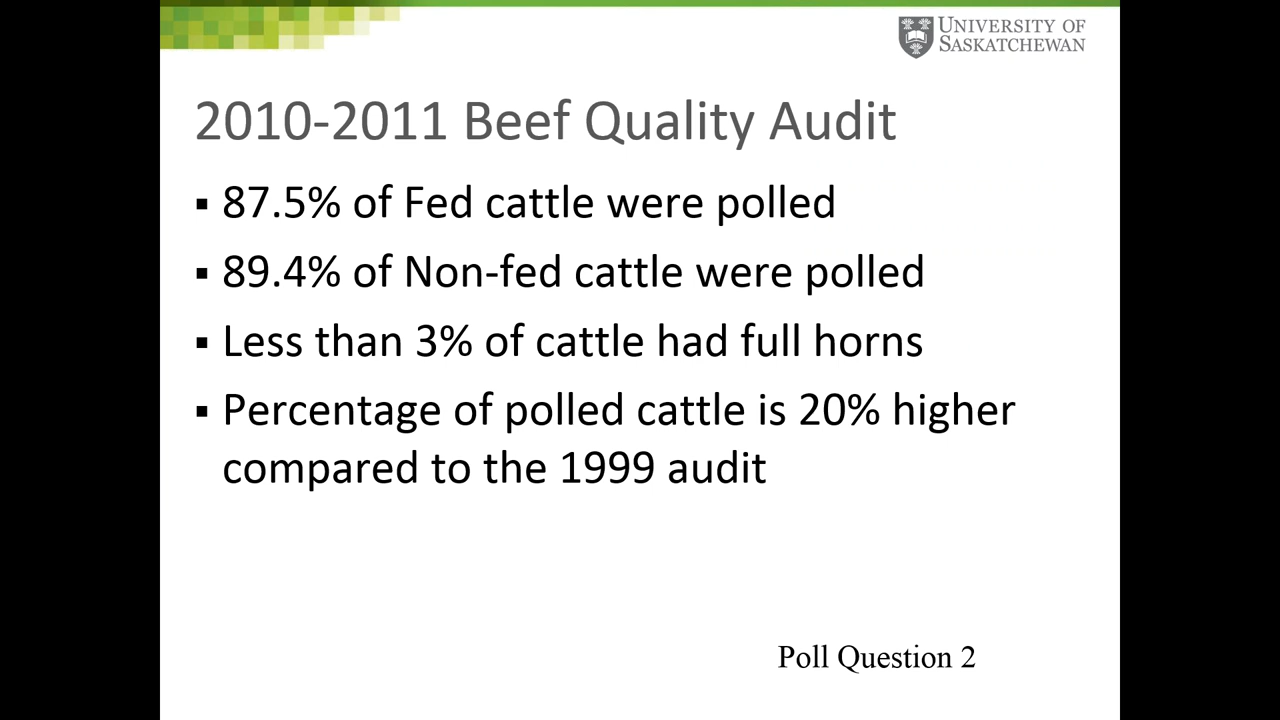 UNIVERSITY OF
SASKATCHEWAN
2010-2011 Beef Quality Audit
▪ 87.5% of Fed cattle were polled
▪ 89.4% of Non-fed cattle were polled
▪ Less than 3% of cattle had full horns
▪ Percentage of polled cattle is 20% higher
compared to the 1999 audit
Poll Question 2